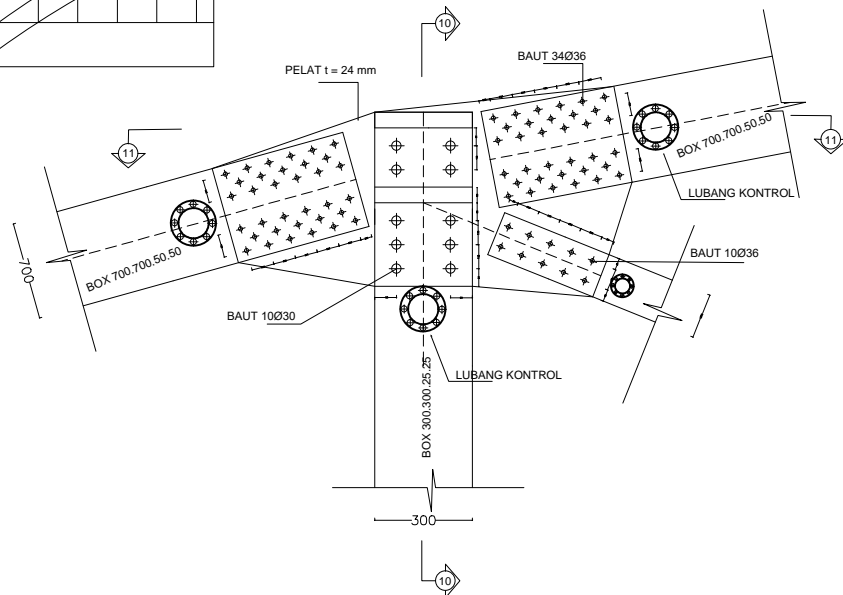 10
BAUT 34Ø36
PELAT t = 24 mm
11
11
BOX 700.700.50.50
LUBANG KONTROL
BOX 700.700.50.50
700
BAUT 10Ø36
BAUT 10Ø30
LUBANG KONTROL
BOX 300.300.25.25
300
10